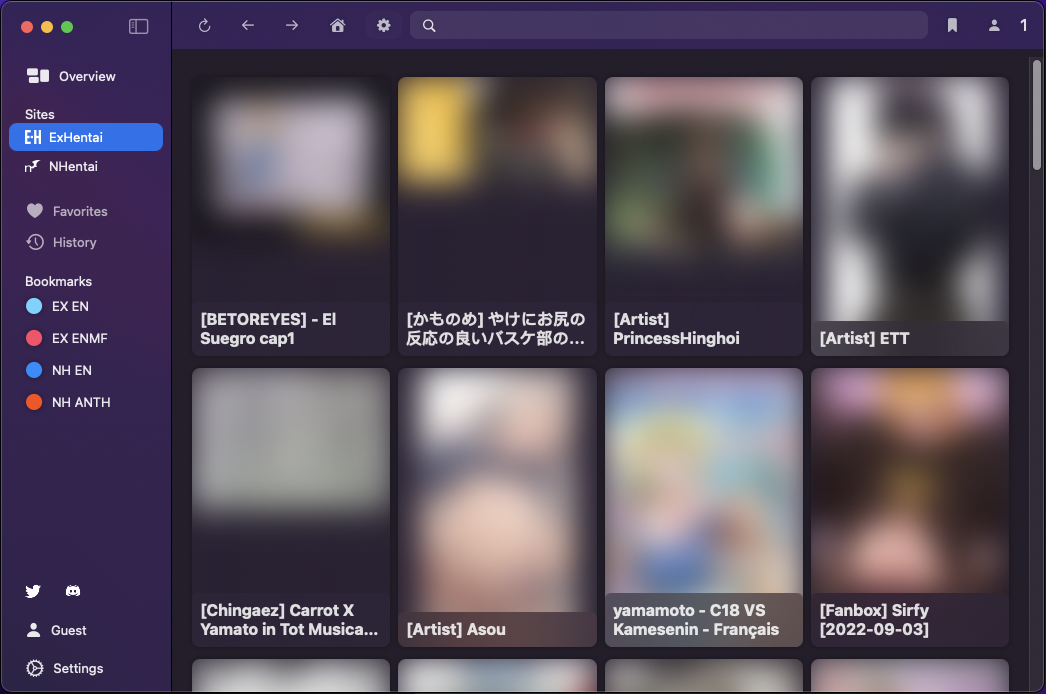 1
Overview
Sites
E-H ExHentai
NHentai
Favorites
History
Bookmarks
EX EN
EX ENMF
NH EN
NH ANTH
Guest
Settings
[BETOREYES] - El
Suegro cap1
[かものめ] やけにお尻の
反応の良いバスケ部の...
[Artist]
PrincessHinghoi
[Artist] ETT
[Chingaez] Carrot X
Yamato in Tot Musica...
[Artist] Asou
yamamoto - C18 VS
Kamesenin - Français
[Fanbox] Sirfy
[2022-09-03]